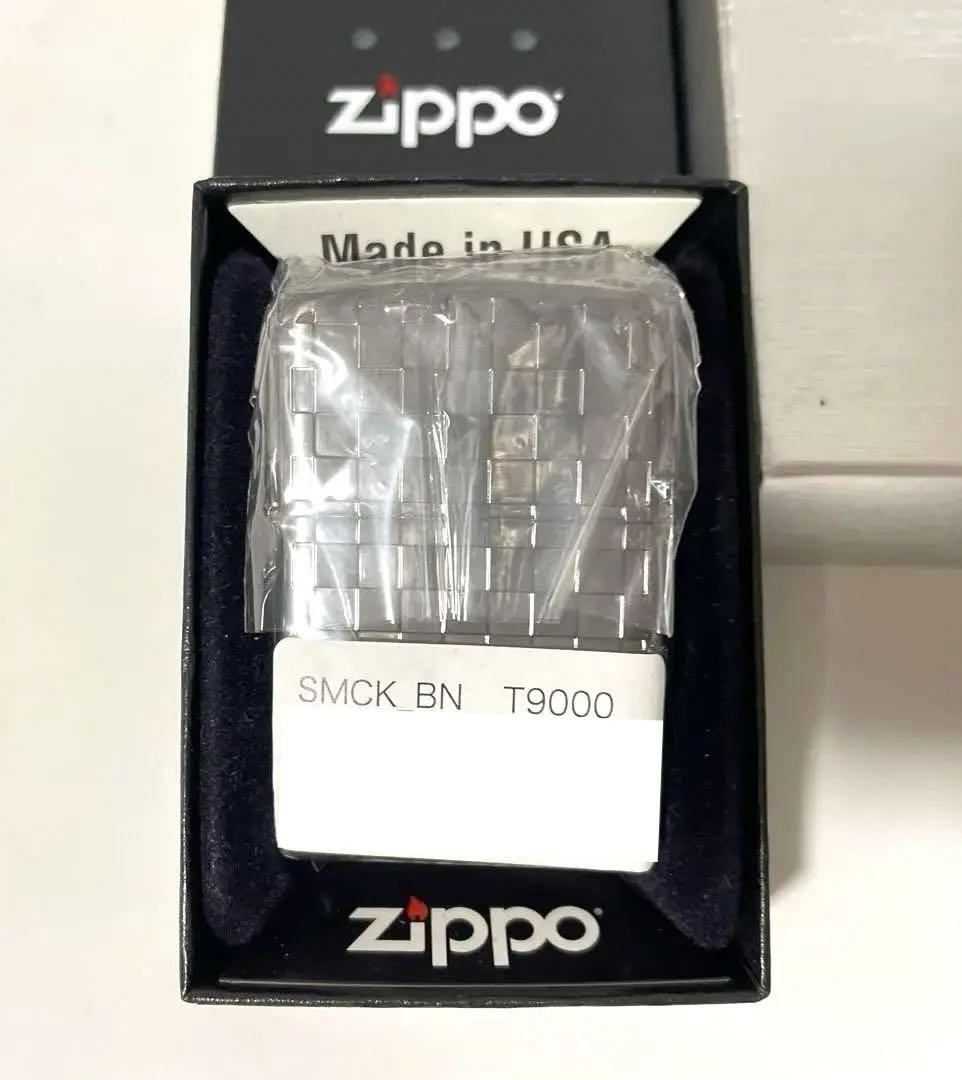 zippo
Made in USA
SMCK_BN T9000
zippo